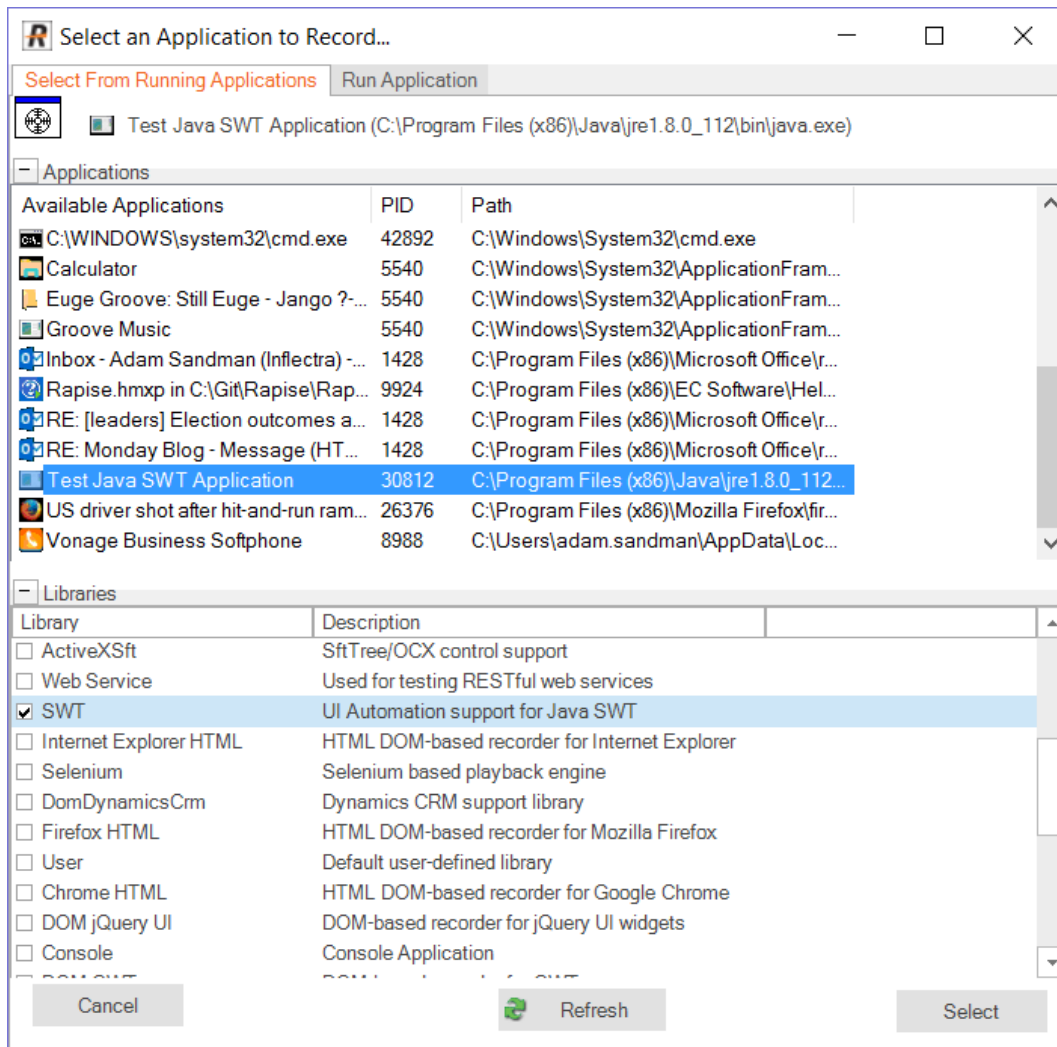 Select an Application to Record...
Select From Running Applications Run Application
Test Java SWT Application (C:\Program Files (x86)\Java\jre1.8.0_112\bin\java.exe)
Applications
Available Applications PID Path
C:\WINDOWS\system32\cmd.exe 42892 C:\Windows\System32\cmd.exe
Calculator 5540 C:\Windows\System32\ApplicationFram...
Euge Groove: Still Euge - Jango ?-... 5540 C:\Windows\System32\ApplicationFram...
Groove Music 5540 C:\Windows\System32\ApplicationFram...
Inbox - Adam Sandman (Inflectra) -... 1428 C:\Program Files (x86)\Microsoft Office\r...
Rapise.hmxp in C:\Git\Rapise\Rap... 9924 C:\Program Files (x86)\EC Software\Hel...
RE: [leaders] Election outcomes a... 1428 C:\Program Files (x86)\Microsoft Office\r...
RE: Monday Blog - Message (HT... 1428 C:\Program Files (x86)\Microsoft Office\r...
Test Java SWT Application 30812 C:\Program Files (x86)\Java\jre1.8.0_112...
US driver shot after hit-and-run ram... 26376 C:\Program Files (x86)\Mozilla Firefox\fir...
Vonage Business Softphone 8988 C:\Users\adam.sandman\AppData\Loc...
Libraries
Library Description
ActiveXSft SftTree/OCX control support
Web Service Used for testing RESTful web services
SWT UI Automation support for Java SWT
Internet Explorer HTML HTML DOM-based recorder for Internet Explorer
Selenium Selenium based playback engine
DomDynamicsCrm Dynamics CRM support library
Firefox HTML HTML DOM-based recorder for Mozilla Firefox
User Default user-defined library
Chrome HTML HTML DOM-based recorder for Google Chrome
DOM jQuery UI DOM-based recorder for jQuery UI widgets
Console Console Application
Cancel Refresh Select